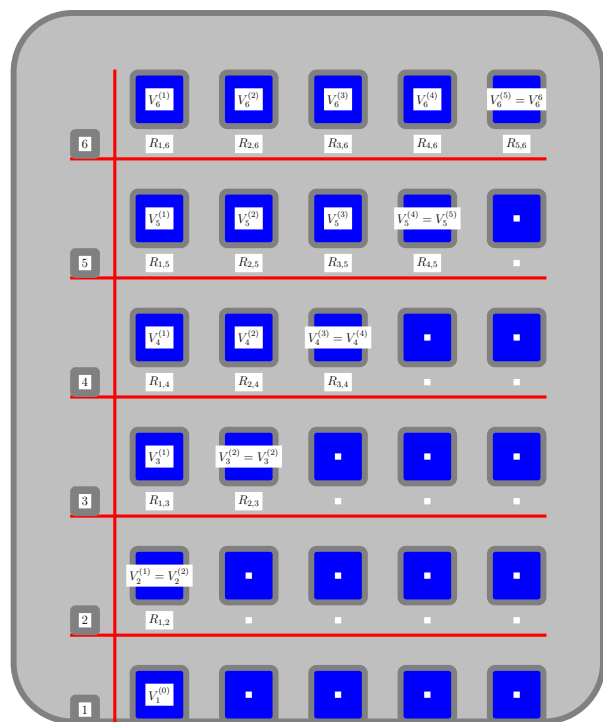 V_6^{(1)} V_6^{(2)} V_6^{(3)} V_6^{(4)} V_6^{(5)} = V_6^6
6 R_{1,6} R_{2,6} R_{3,6} R_{4,6} R_{5,6}
V_5^{(1)} V_5^{(2)} V_5^{(3)} V_5^{(4)} = V_5^{(5)}
5 R_{1,5} R_{2,5} R_{3,5} R_{4,5}
V_4^{(1)} V_4^{(2)} V_4^{(3)} = V_4^{(4)}
4 R_{1,4} R_{2,4} R_{3,4}
V_3^{(1)} V_3^{(2)} = V_3^{(2)}
3 R_{1,3} R_{2,3}
V_2^{(1)} = V_2^{(2)}
2 R_{1,2}
V_1^{(0)}
1